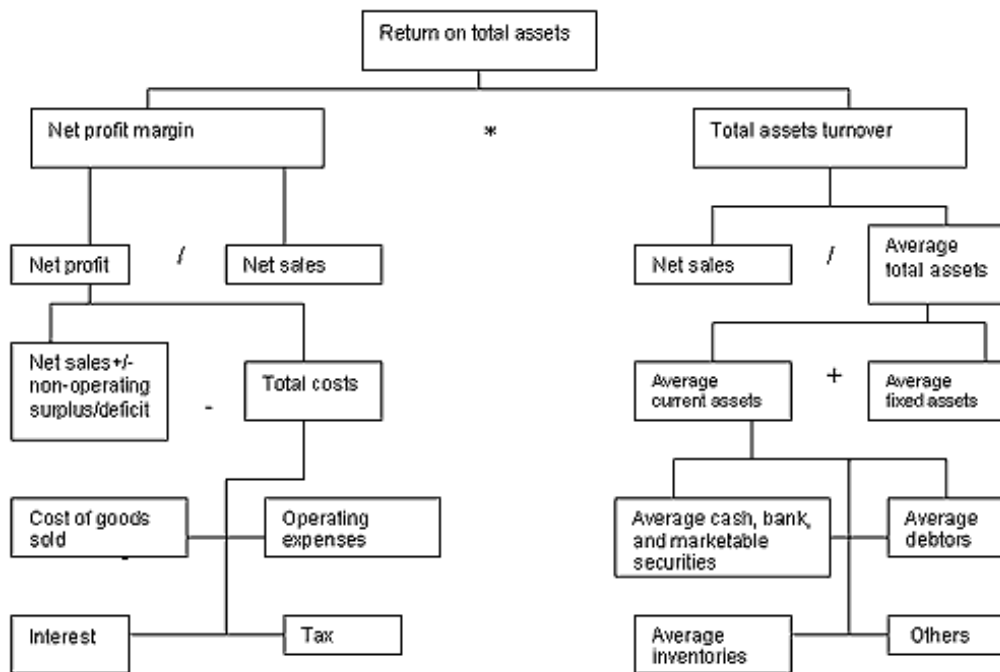 Return on total assets
Net profit margin
*
Total assets turnover
Net profit
/
Net sales
Net sales
/
Average
total assets
Net sales+/-
non-operating
surplus/deficit
-
Total costs
Average
current assets
+
Average
fixed assets
Cost of goods
sold
Operating
expenses
Average cash, bank,
and marketable
securities
Average
debtors
Interest
Tax
Average
inventories
Others